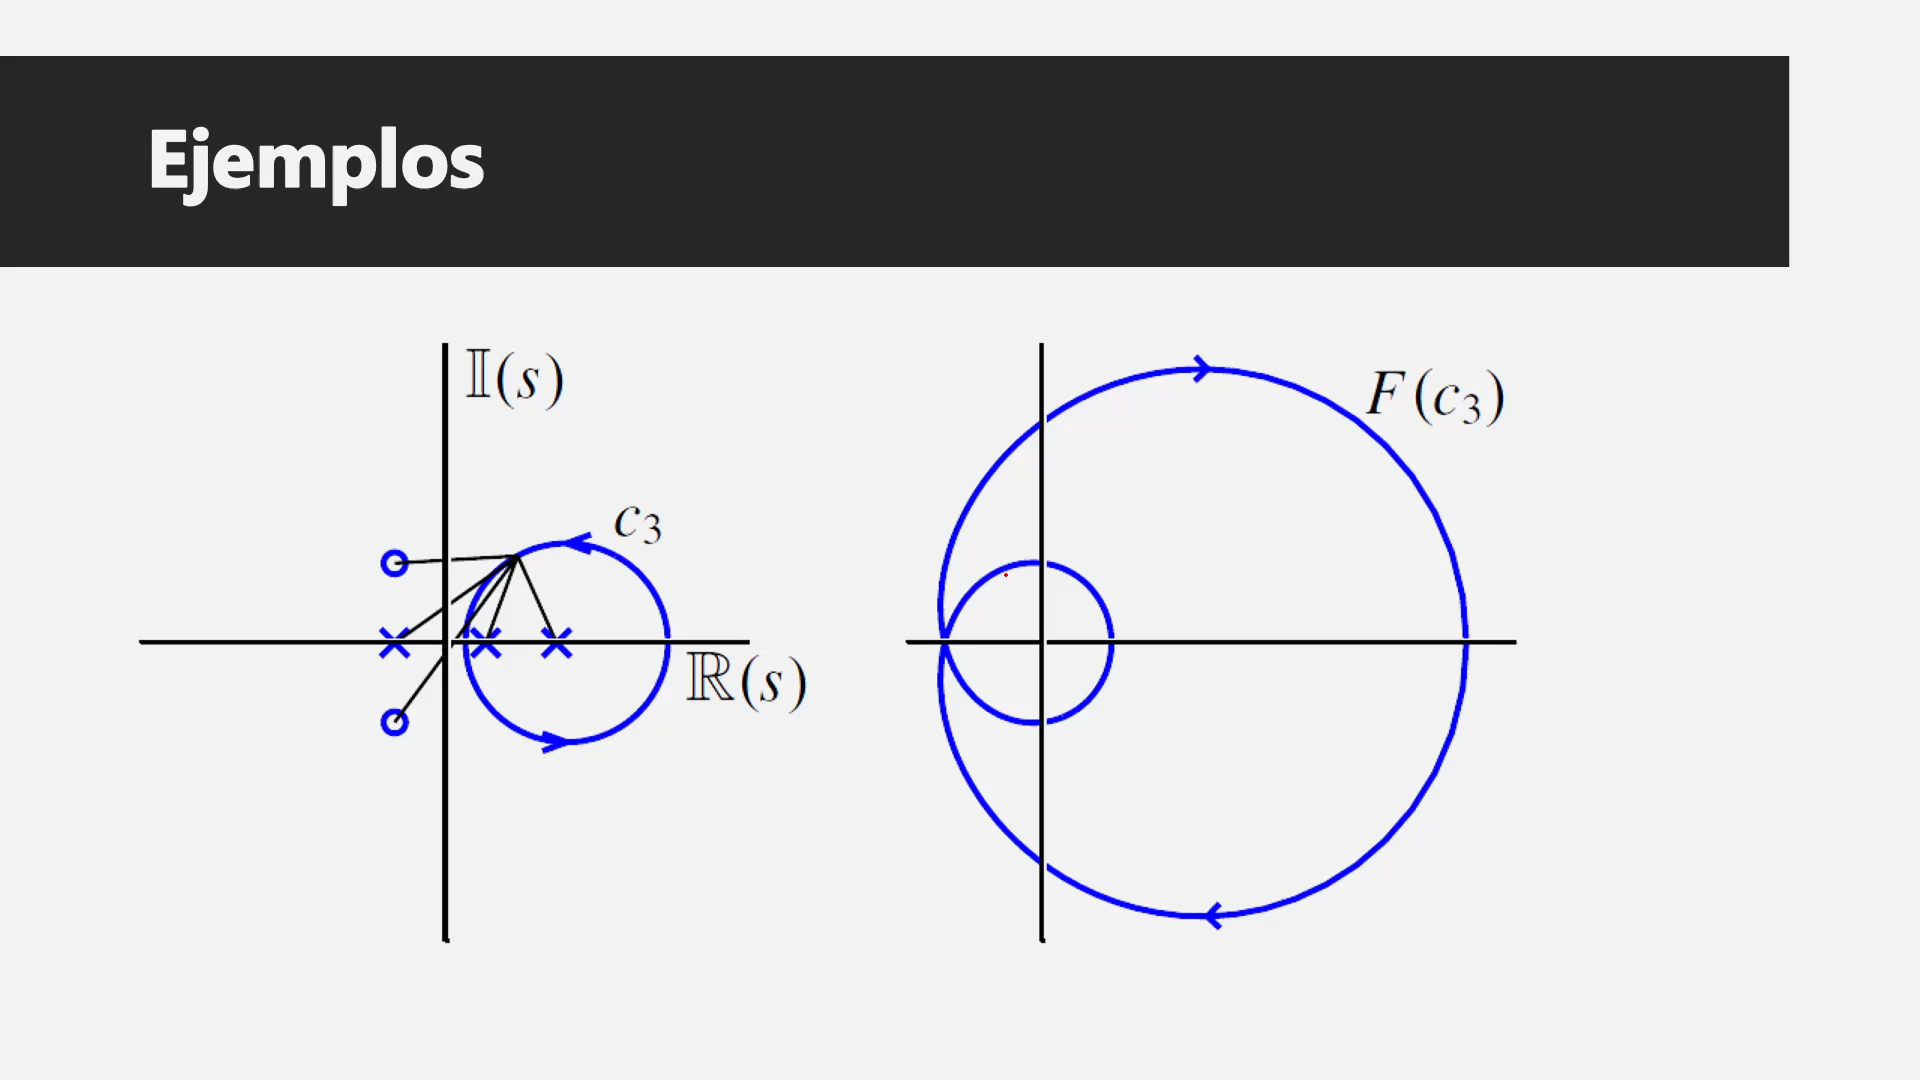 Ejemplos
𝕀(s)
F(c₃)
c₃
ℝ(s)